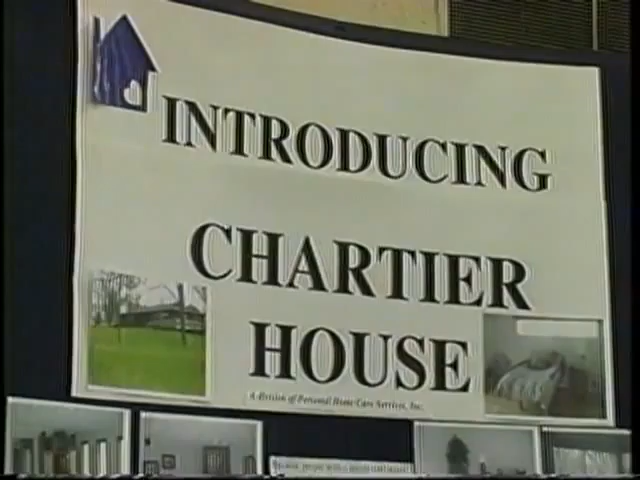 INTRODUCING
CHARTIER
HOUSE
A Division of Personal Home Care Services, Inc.